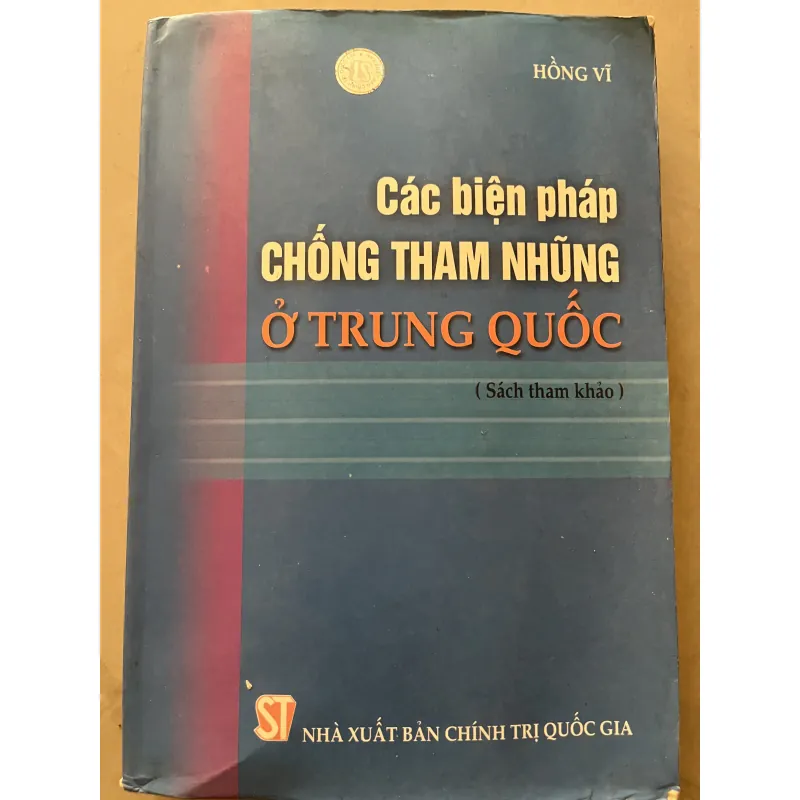 HỒNG VĨ
Các biện pháp
CHỐNG THAM NHŨNG
Ở TRUNG QUỐC
( Sách tham khảo )
ST
NHÀ XUẤT BẢN CHÍNH TRỊ QUỐC GIA